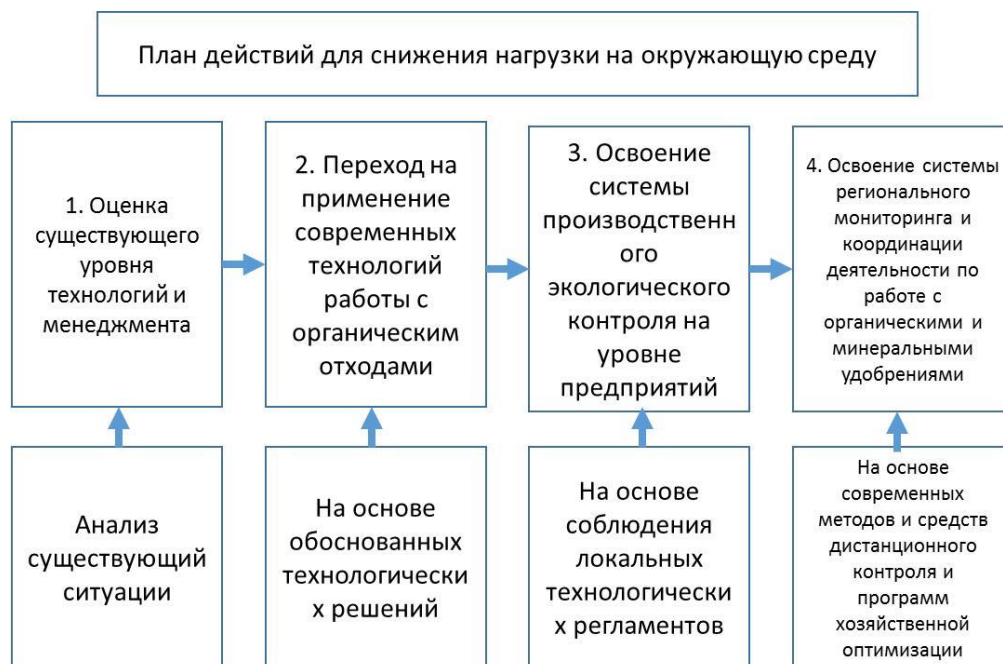 План действий для снижения нагрузки на окружающую среду
1. Оценка
существующего
уровня
технологий и
менеджмента
2. Переход на
применение
современных
технологий
работы с
органическим
отходами
3. Освоение
системы
производственн
ого
экологического
контроля на
уровне
предприятий
4. Освоение системы
регионального
мониторинга и
координации
деятельности по
работе с
органическими и
минеральными
удобрениями
Анализ
существующий
ситуации
На основе
обоснованных
технологически
х решений
На основе
соблюдения
локальных
технологически
х регламентов
На основе
современных
методов и средств
дистанционного
контроля и
программ
хозяйственной
оптимизации